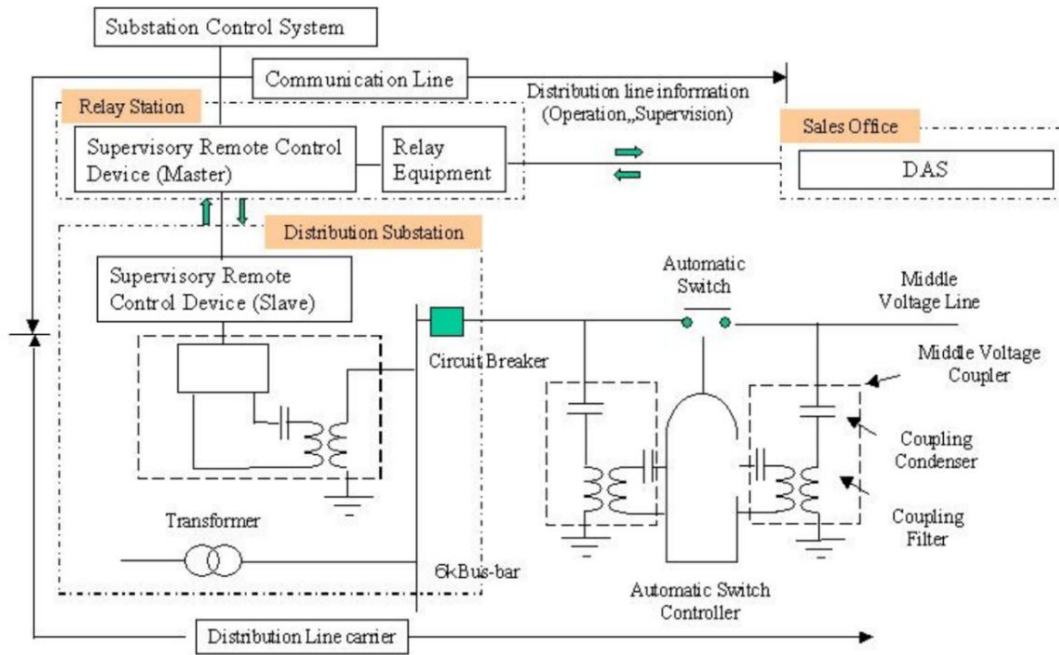 Substation Control System
Communication Line
Distribution line information
(Operation,,Supervision)
Relay Station
Sales Office
Supervisory Remote Control
Device (Master)
Relay
Equipment
DAS
Distribution Substation
Supervisory Remote
Control Device (Slave)
Automatic
Switch
Middle
Voltage Line
Circuit Breaker
Middle Voltage
Coupler
Coupling
Condenser
Coupling
Filter
Transformer
6kBus-bar
Automatic Switch
Controller
Distribution Line carrier